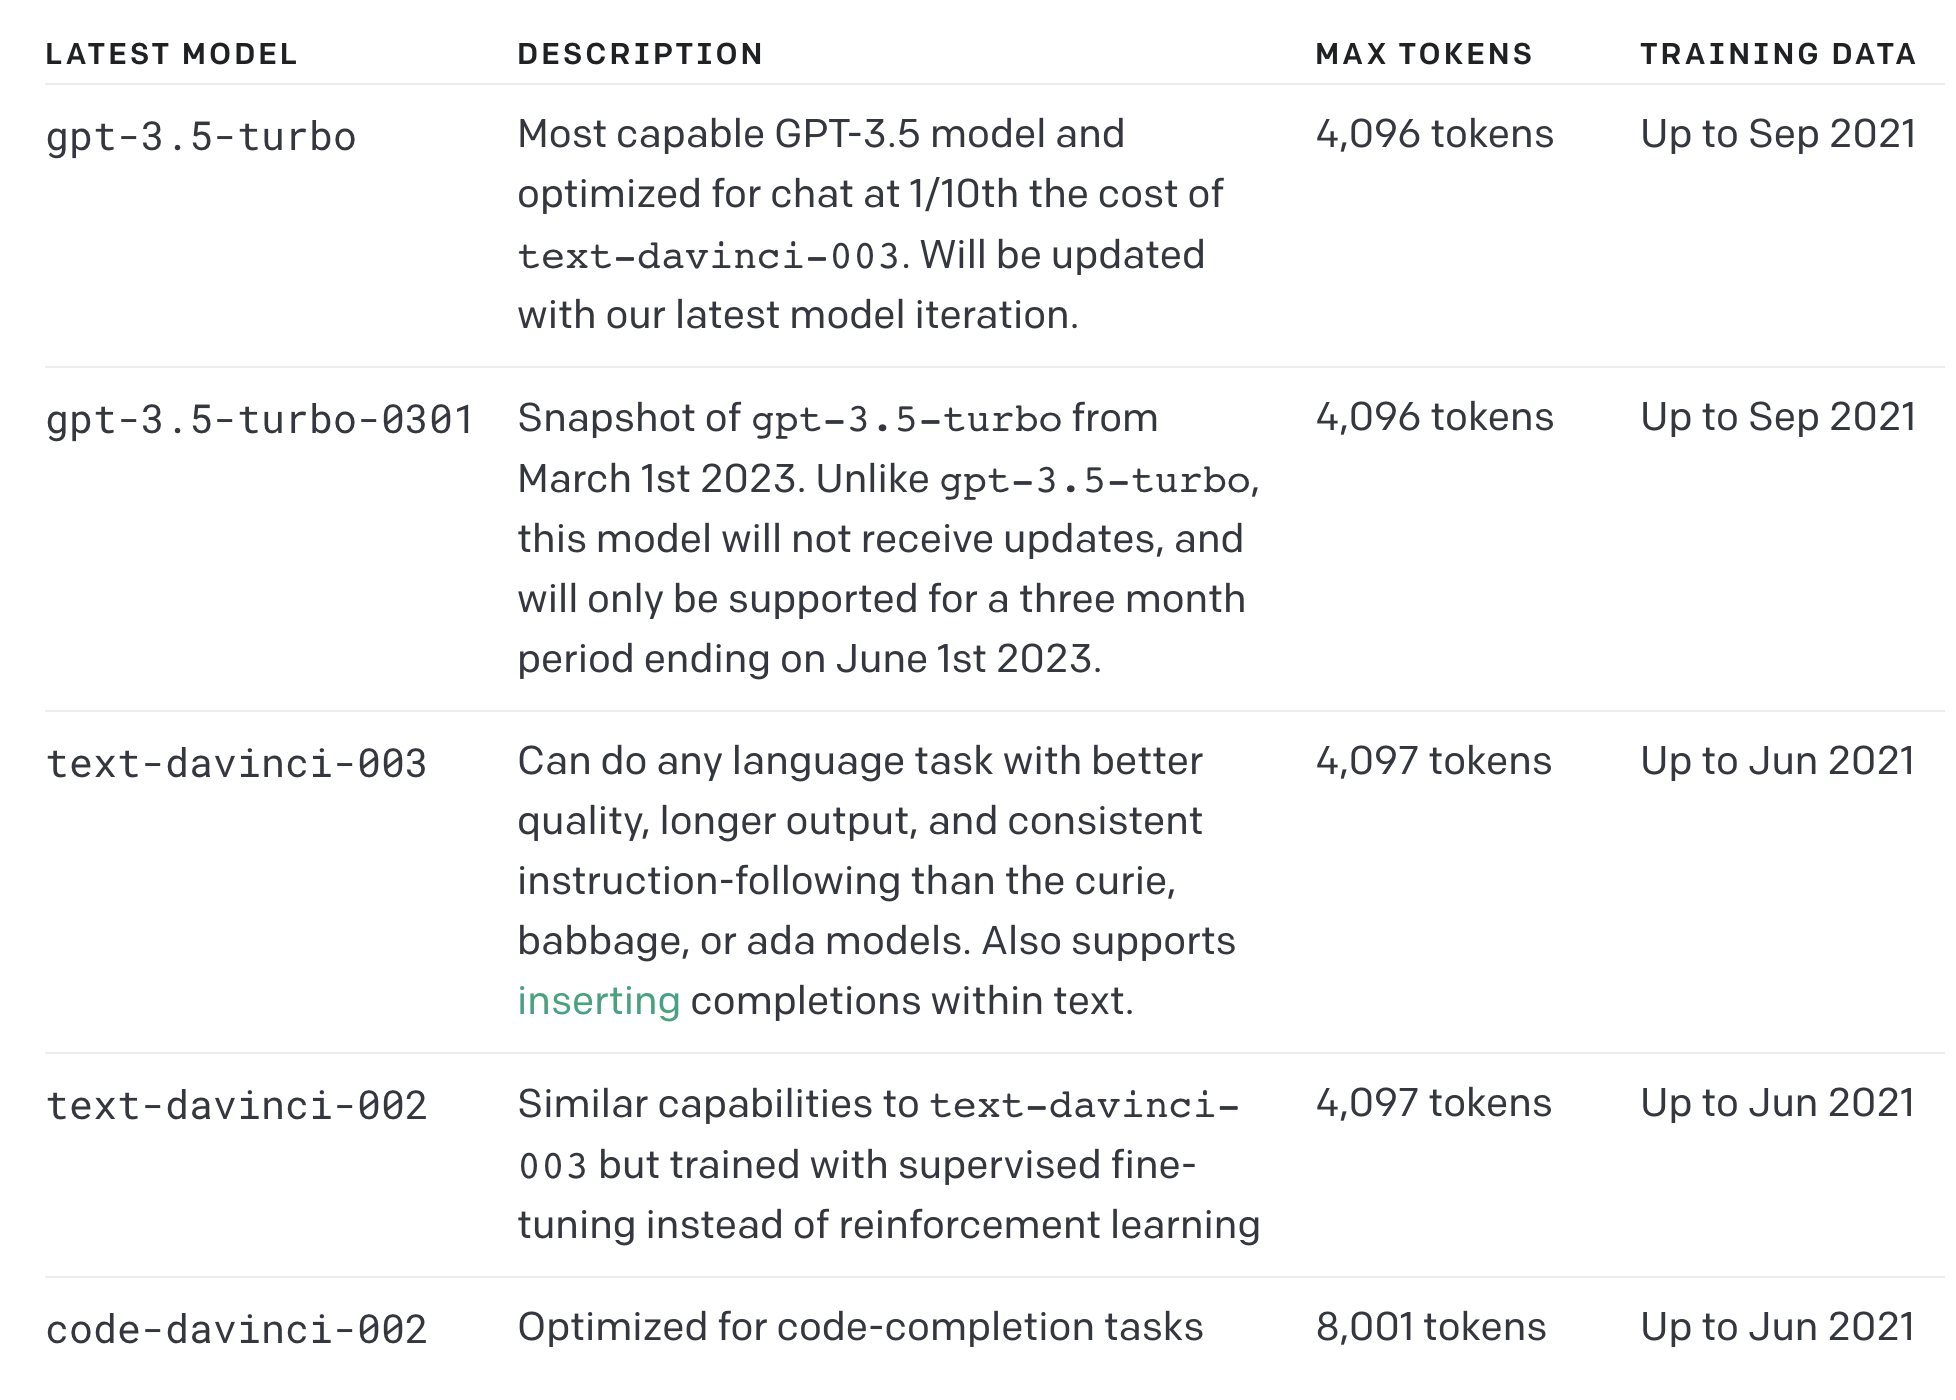 LATEST MODEL DESCRIPTION MAX TOKENS TRAINING DATA
gpt-3.5-turbo Most capable GPT-3.5 model and 4,096 tokens Up to Sep 2021
optimized for chat at 1/10th the cost of
text-davinci-003. Will be updated
with our latest model iteration.
gpt-3.5-turbo-0301 Snapshot of gpt-3.5-turbo from 4,096 tokens Up to Sep 2021
March 1st 2023. Unlike gpt-3.5-turbo,
this model will not receive updates, and
will only be supported for a three month
period ending on June 1st 2023.
text-davinci-003 Can do any language task with better 4,097 tokens Up to Jun 2021
quality, longer output, and consistent
instruction-following than the curie,
babbage, or ada models. Also supports
inserting completions within text.
text-davinci-002 Similar capabilities to text-davinci- 4,097 tokens Up to Jun 2021
003 but trained with supervised fine-
tuning instead of reinforcement learning
code-davinci-002 Optimized for code-completion tasks 8,001 tokens Up to Jun 2021